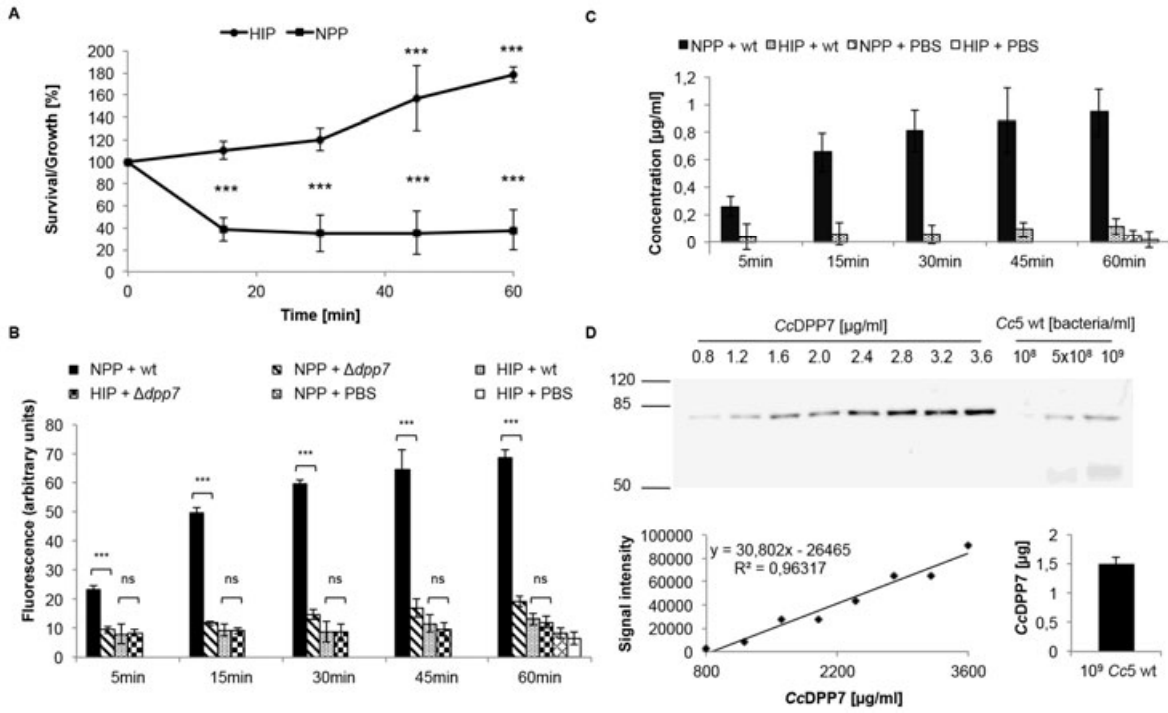 A
HIP NPP
Survival/Growth [%]
200
180
160
140
120
100
80
60
40
20
0
*** ***
*** *** *** ***
0 20 40 60
Time [min]
B
NPP + wt NPP + Δdpp7 HIP + wt
HIP + Δdpp7 NPP + PBS HIP + PBS
Fluorescence (arbitrary units)
80
70
60
50
40
30
20
10
0
*** *** *** *** ***
ns ns ns ns ns
5min 15min 30min 45min 60min
C
NPP + wt HIP + wt NPP + PBS HIP + PBS
Concentration [µg/ml]
1,2
1
0,8
0,6
0,4
0,2
0
5min 15min 30min 45min 60min
D
CcDPP7 [µg/ml] Cc5 wt [bacteria/ml]
0.8 1.2 1.6 2.0 2.4 2.8 3.2 3.6 10⁸ 5x10⁸ 10⁹
120
85
50
Signal intensity
100000
80000
60000
40000
20000
0
y = 30,802x - 26465
R² = 0,96317
800 2200 3600
CcDPP7 [µg/ml]
CcDPP7 [µg]
2
1,5
1
0,5
0
10⁹ Cc5 wt